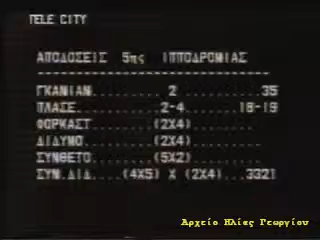 TELE CITY
ΑΠΟΔΟΣΕΙΣ 5ης ΙΠΠΟΔΡΟΜΙΑΣ
--------------------------------
ΓΚΑΝΙΑΝ.......... 2 ...........35
ΠΛΑΣΕ..........2-4........18-19
ΦΟΡΚΑΣΤ.........(2Χ4).........
ΔΙΔΥΜΟ..........(2Χ4)..........
ΣΥΝΘΕΤΟ.........(5Χ2)..........
ΣΥΝ.ΔΙΔ....(4Χ5) Χ (2Χ4)...3321
Αρχείο Ηλίας Γεωργίου